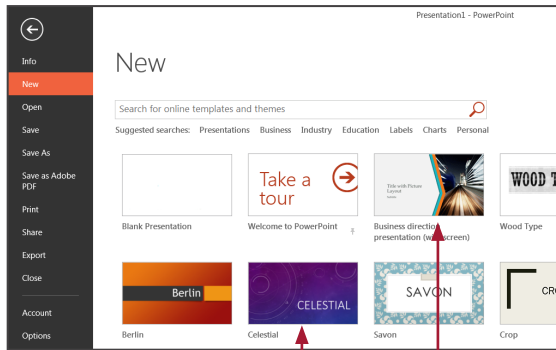 Presentation1 - PowerPoint
Info
New
Open
Save
Save As
Save as Adobe
PDF
Print
Share
Export
Close
Account
Options
New
Search for online templates and themes
Suggested searches: Presentations Business Industry Education Labels Charts Personal
Take a
tour
Title with Picture
Layout
WOOD T
Blank Presentation
Welcome to PowerPoint
Business direction
presentation (widescreen)
Wood Type
Berlin
CELESTIAL
SAVON
CRO
Berlin
Celestial
Savon
Crop